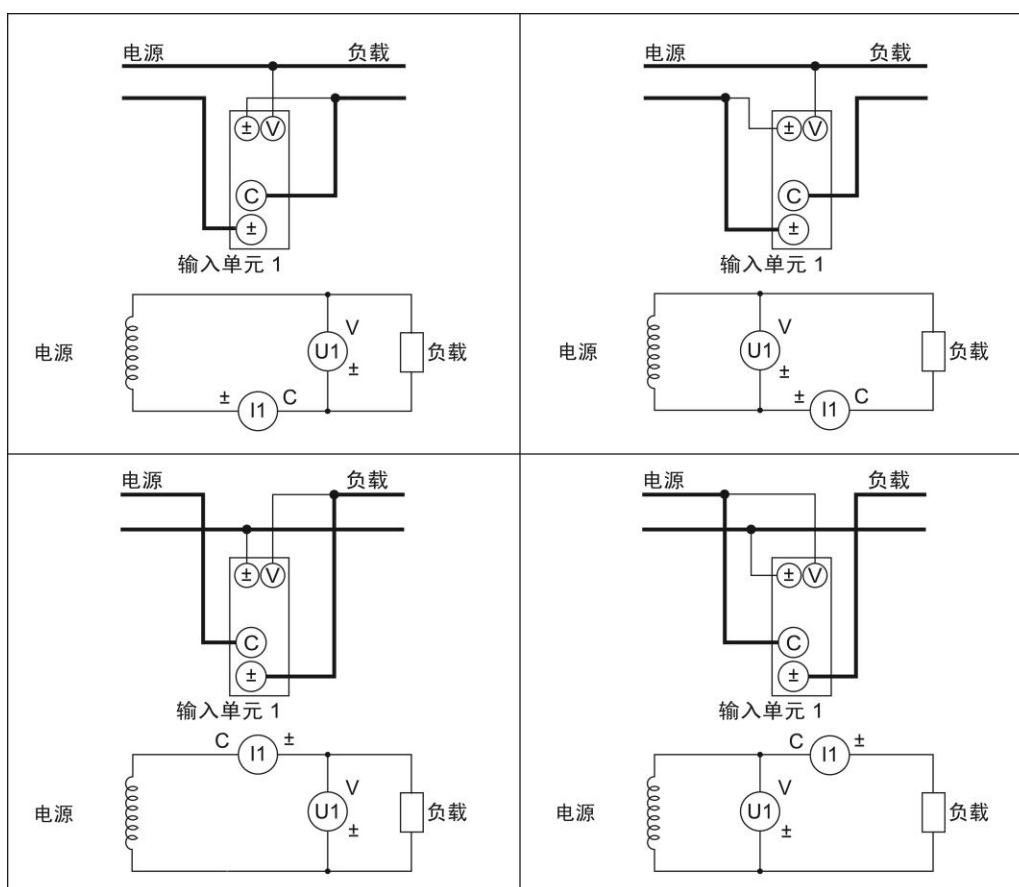 电源 负载
± V
C
±
输入单元 1
电源
U1
V
±
负载
± I1 C
电源 负载
± V
C
±
输入单元 1
电源
U1
V
±
负载
± I1 C
电源 负载
± V
C
±
输入单元 1
C I1 ±
电源
U1
V
±
负载
电源 负载
± V
C
±
输入单元 1
C I1 ±
电源
U1
V
±
负载